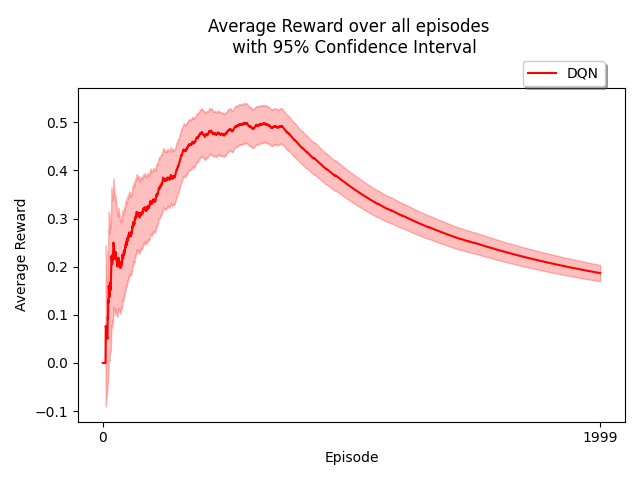 Average Reward over all episodes
with 95% Confidence Interval
DQN
0.5
0.4
0.3
0.2
0.1
0.0
−0.1
Average Reward
0
1999
Episode